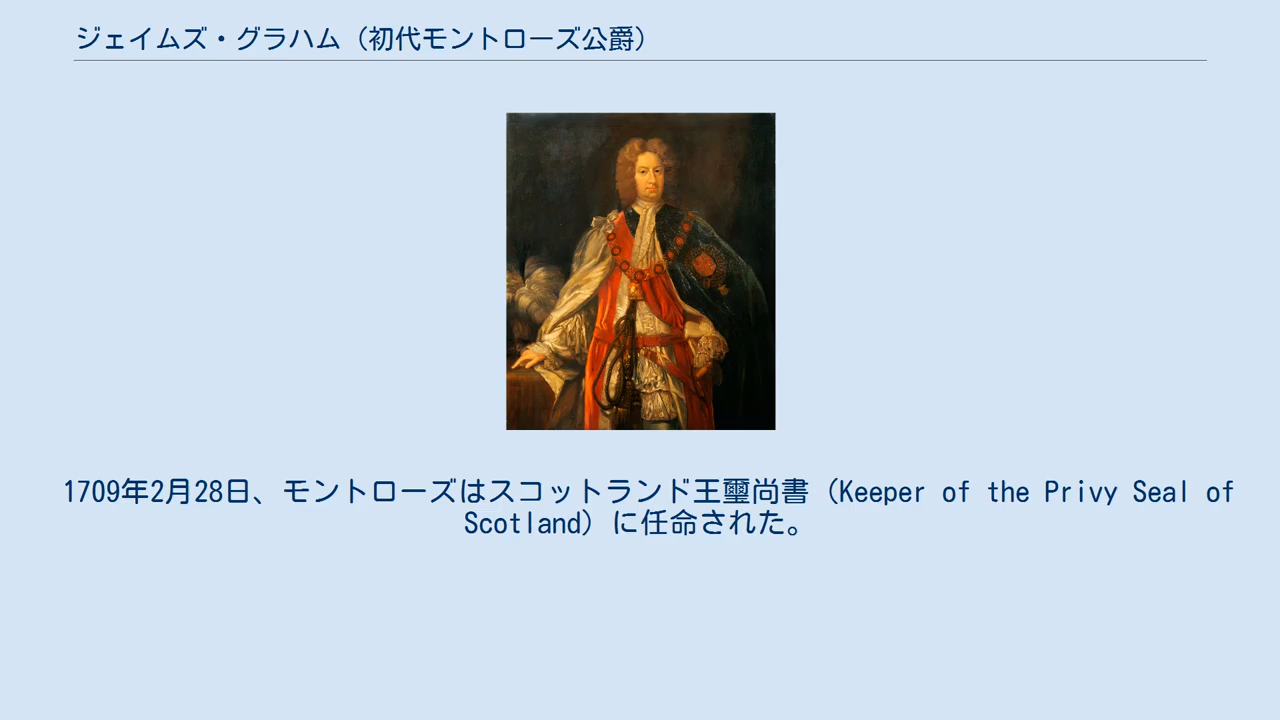 ジェイムズ・グラハム（初代モントローズ公爵）
1709年2月28日、モントローズはスコットランド王璽尚書（Keeper of the Privy Seal of
Scotland）に任命された。